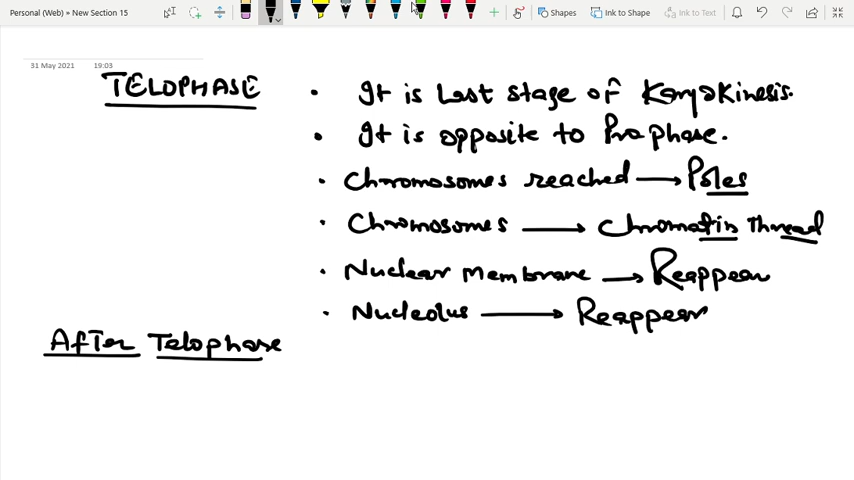 Personal (Web) » New Section 15
Shapes
Ink to Shape
Ink to Text
31 May 2021 19:03
TELOPHASE
• It is Last stage of Karyokinesis.
• It is opposite to Prophase.
• Chromosomes reached → Poles
• Chromosomes → Chromatin Thread
• Nuclear Membrane → Reappear
• Nucleolus → Reappear
After Telophase